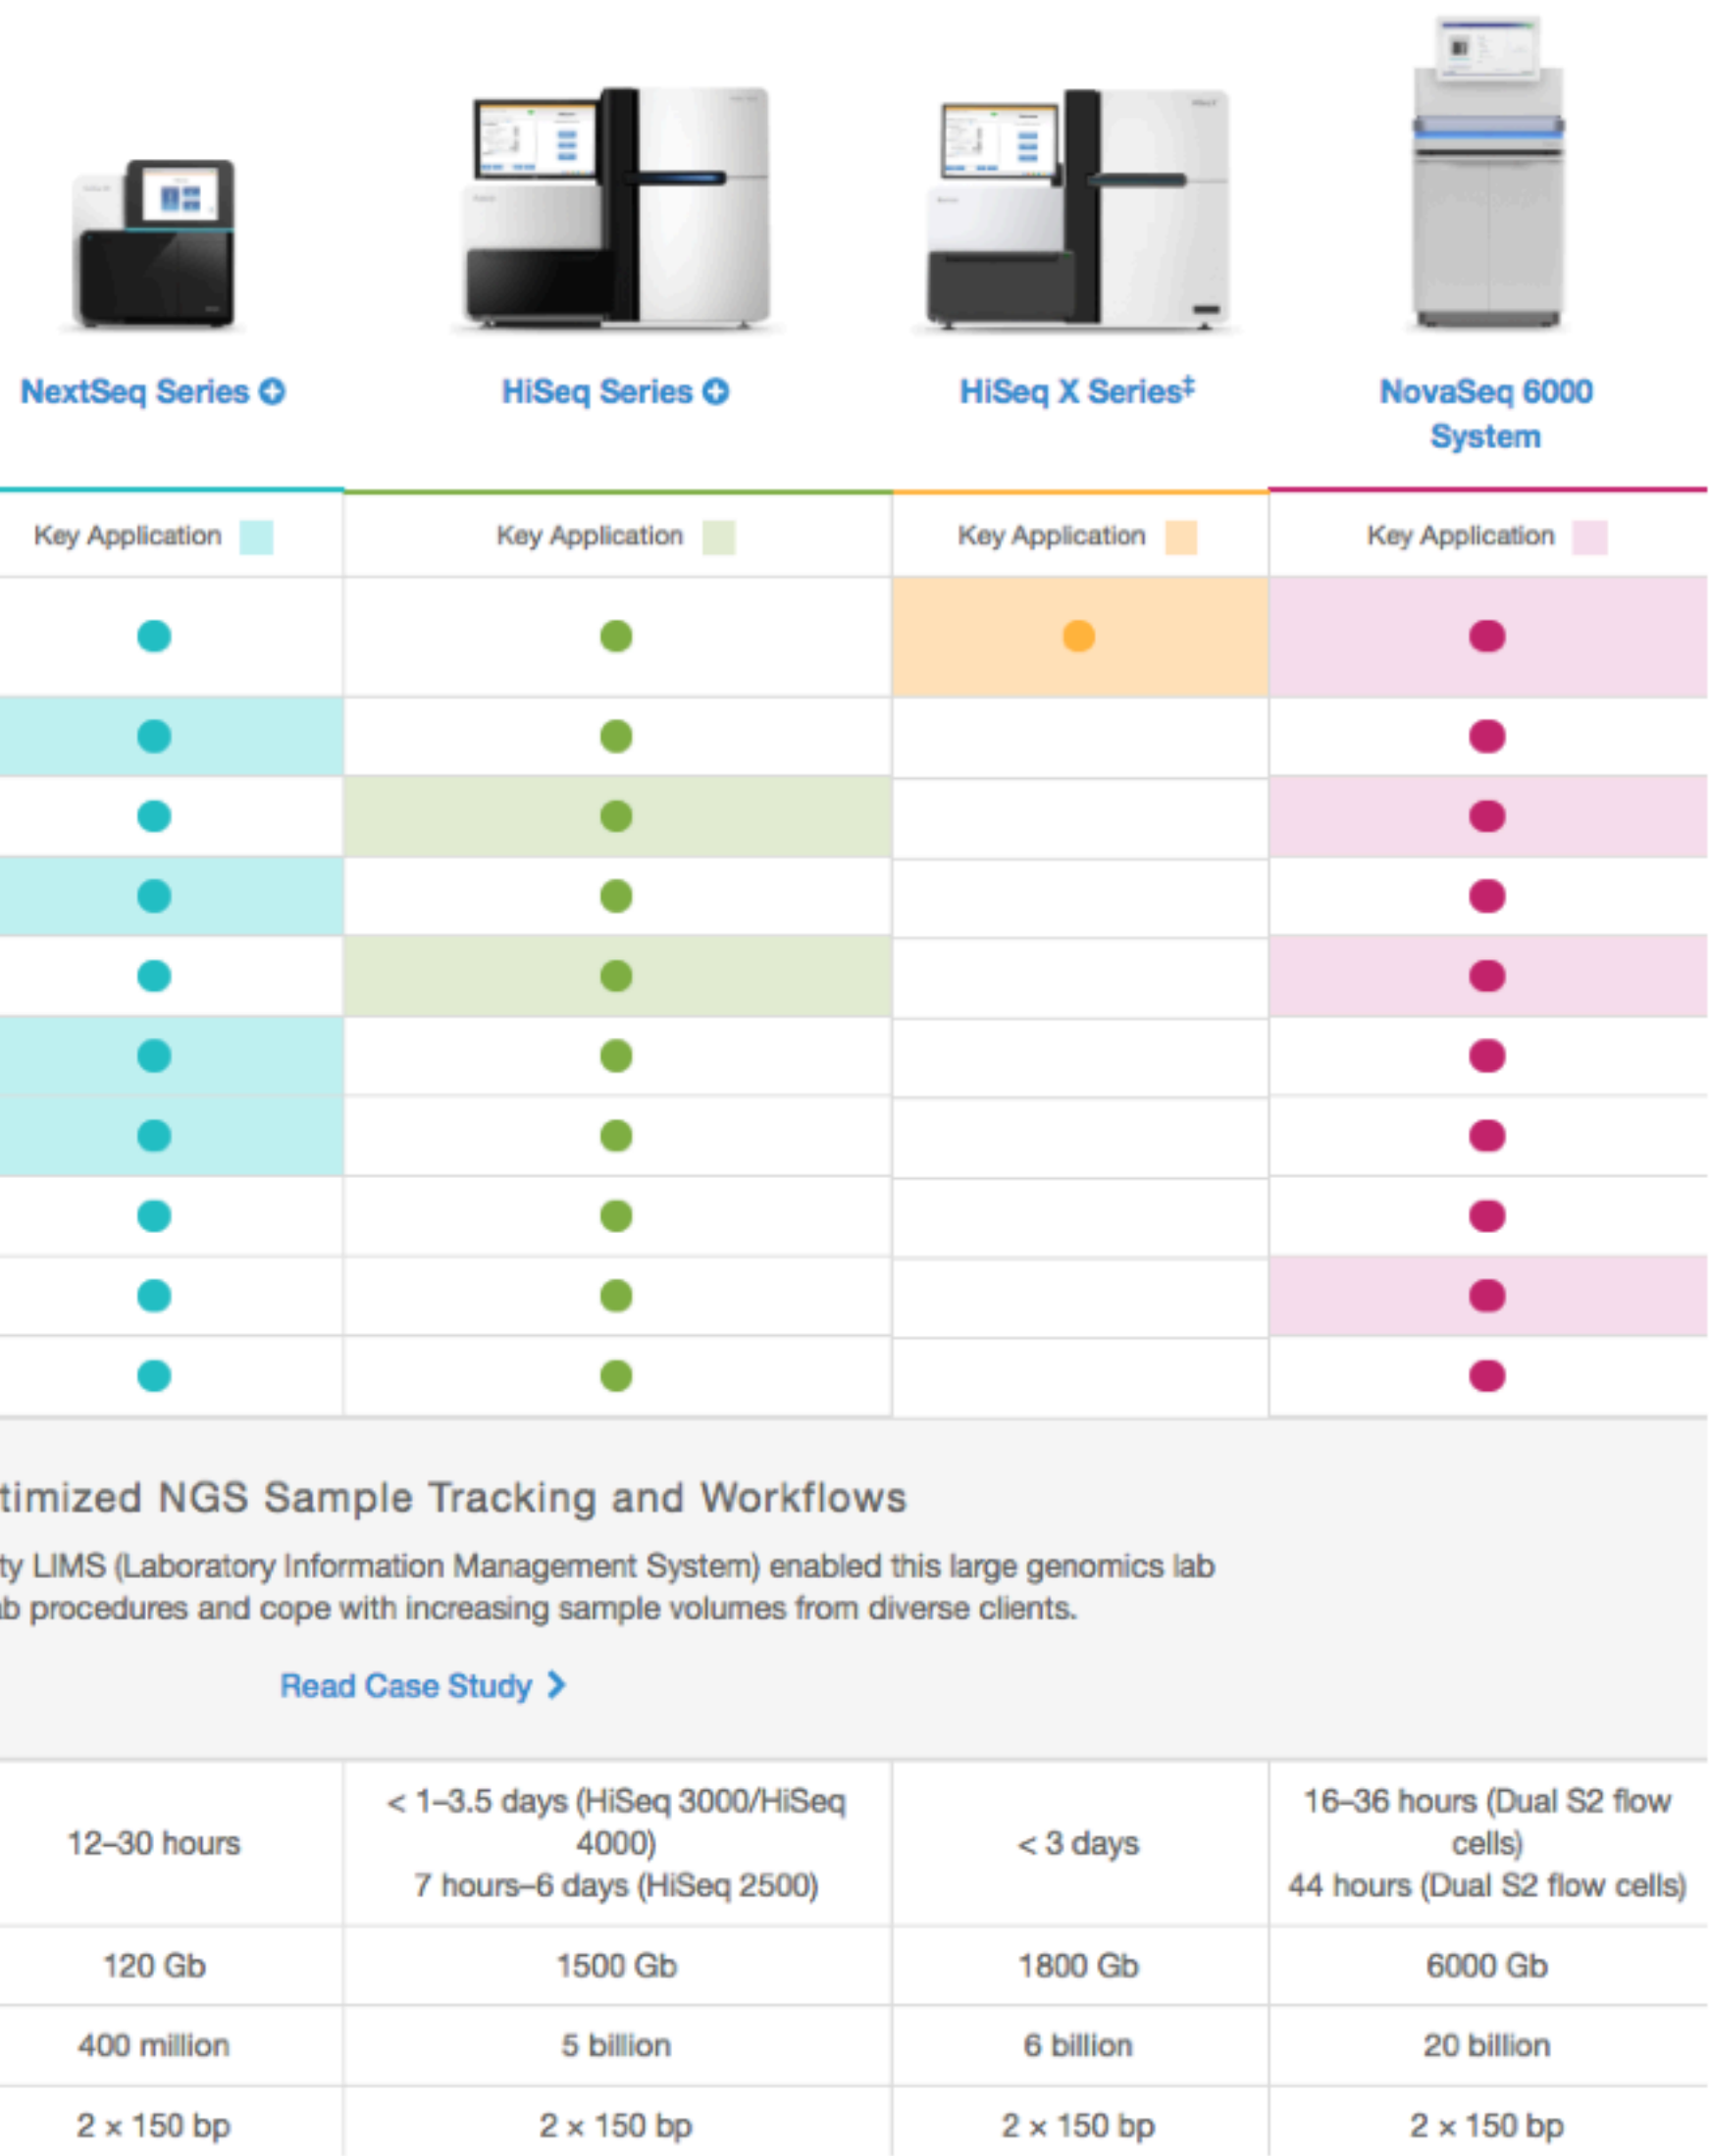 NextSeq Series
HiSeq Series
HiSeq X Series‡
NovaSeq 6000
System
Key Application
Key Application
Key Application
Key Application
timized NGS Sample Tracking and Workflows
ty LIMS (Laboratory Information Management System) enabled this large genomics lab
ab procedures and cope with increasing sample volumes from diverse clients.
Read Case Study
12–30 hours
< 1–3.5 days (HiSeq 3000/HiSeq
4000)
7 hours–6 days (HiSeq 2500)
< 3 days
16–36 hours (Dual S2 flow
cells)
44 hours (Dual S2 flow cells)
120 Gb
1500 Gb
1800 Gb
6000 Gb
400 million
5 billion
6 billion
20 billion
2 × 150 bp
2 × 150 bp
2 × 150 bp
2 × 150 bp